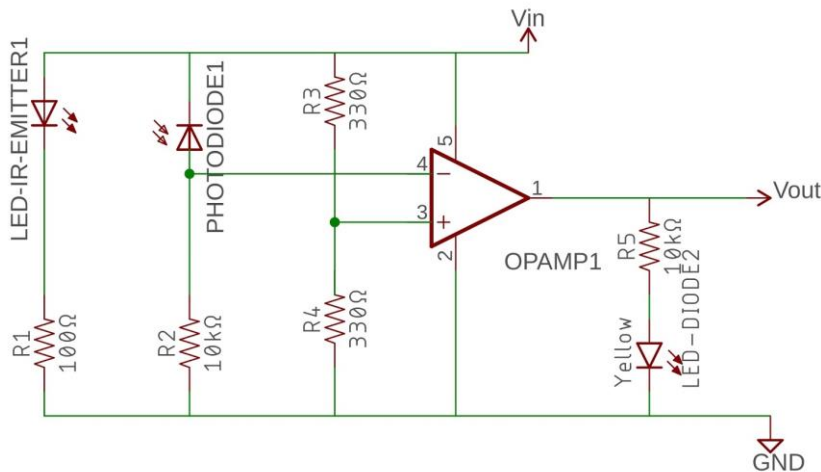 Vin
LED-IR-EMITTER1
PHOTODIODE1
R3
330Ω
5
4
3
2
1
Vout
OPAMP1
R5
10kΩ
R1
100Ω
R2
10kΩ
R4
330Ω
Yellow
LED-DIODE2
GND